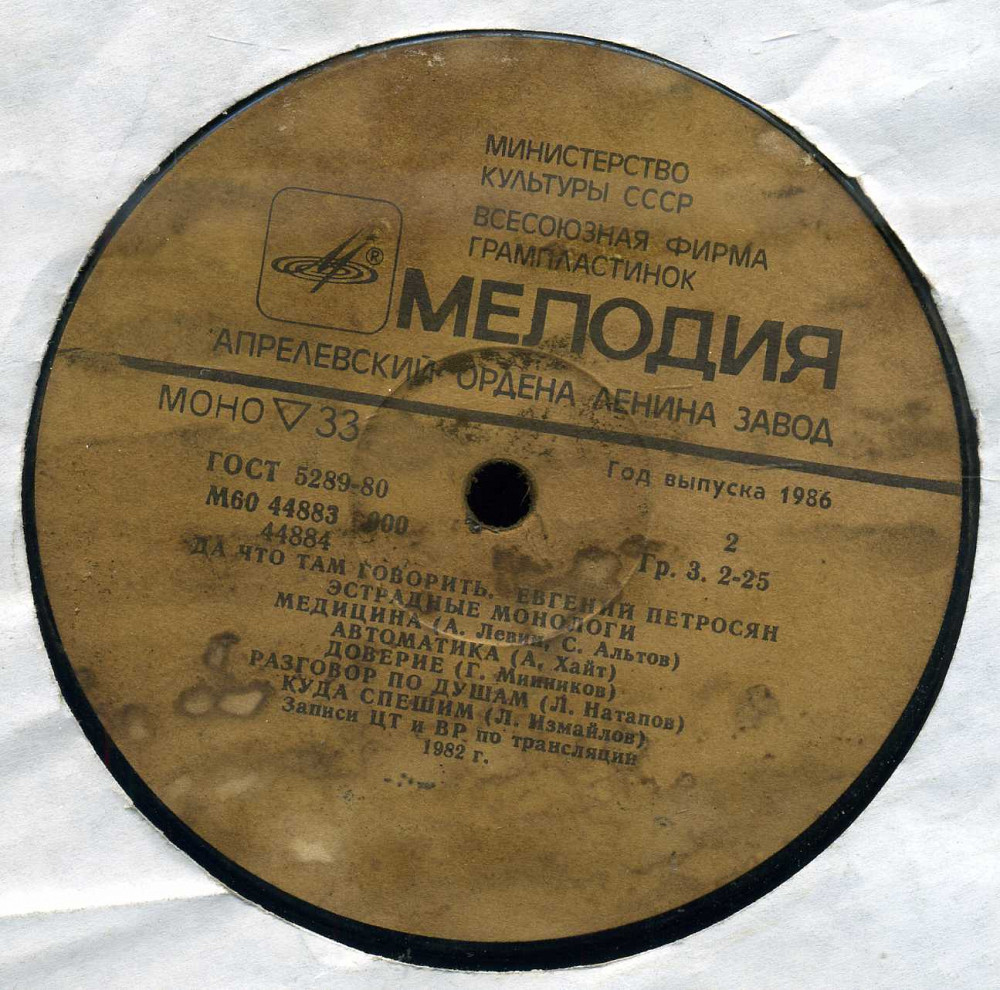 МИНИСТЕРСТВО
КУЛЬТУРЫ СССР
ВСЕСОЮЗНАЯ ФИРМА
ГРАМПЛАСТИНОК
®
МЕЛОДИЯ
АПРЕЛЕВСКИЙ ОРДЕНА ЛЕНИНА ЗАВОД
МОНО ▽ 33
ГОСТ 5289-80
Год выпуска 1986
М60 44883 000
44884
2
Гр. 3. 2-25
ДА ЧТО ТАМ ГОВОРИТЬ. ЕВГЕНИЙ ПЕТРОСЯН
ЭСТРАДНЫЕ МОНОЛОГИ
МЕДИЦИНА (А. Левин, С. Альтов)
АВТОМАТИКА (А. Хайт)
ДОВЕРИЕ (Г. Минников)
РАЗГОВОР ПО ДУШАМ (Л. Натапов)
КУДА СПЕШИМ (Л. Измайлов)
Записи ЦТ и ВР по трансляции
1982 г.